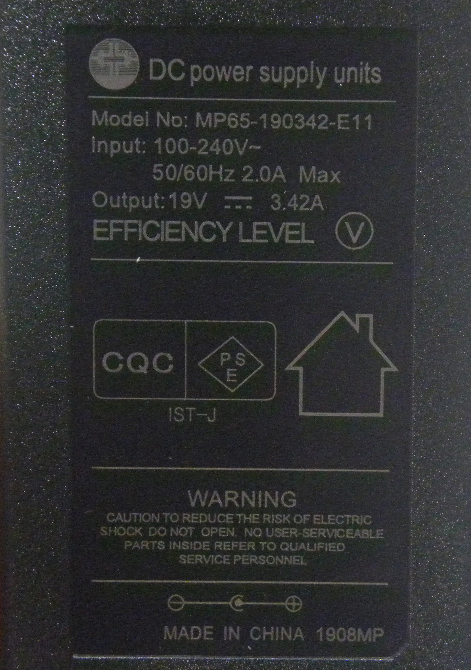 DC power supply units
Model No: MP65-190342-E11
Input: 100-240V~
50/60Hz 2.0A Max
Output:19V ⎓ 3.42A
EFFICIENCY LEVEL Ⓥ
CQC
PSE
IST-J
WARNING
CAUTION TO REDUCE THE RISK OF ELECTRIC
SHOCK DO NOT OPEN. NO USER-SERVICEABLE
PARTS INSIDE REFER TO QUALIFIED
SERVICE PERSONNEL
MADE IN CHINA 1908MP